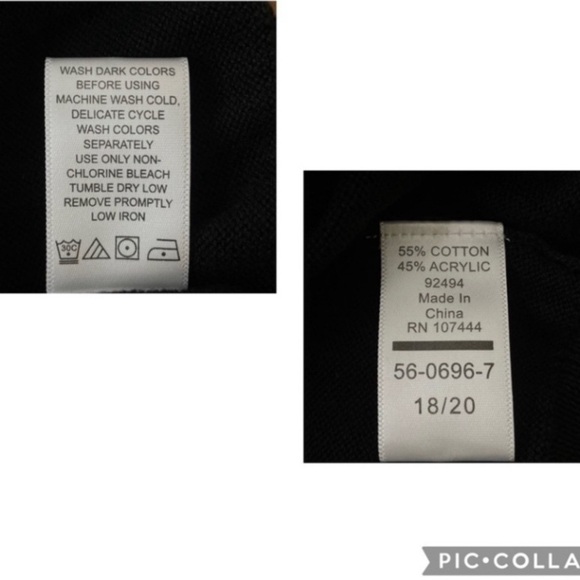 WASH DARK COLORS
BEFORE USING
MACHINE WASH COLD,
DELICATE CYCLE
WASH COLORS
SEPARATELY
USE ONLY NON-
CHLORINE BLEACH
TUMBLE DRY LOW
REMOVE PROMPTLY
LOW IRON
30C
55% COTTON
45% ACRYLIC
92494
Made In
China
RN 107444
56-0696-7
18/20
PIC•COLLA